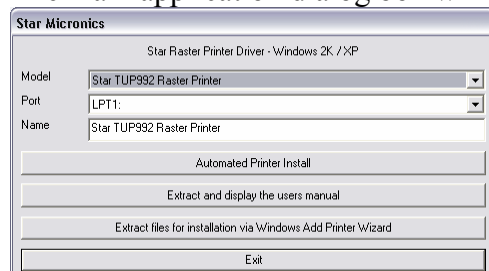 Star Micronics
Star Raster Printer Driver - Windows 2K / XP
Model Star TUP992 Raster Printer
Port LPT1:
Name Star TUP992 Raster Printer
Automated Printer Install
Extract and display the users manual
Extract files for installation via Windows Add Printer Wizard
Exit